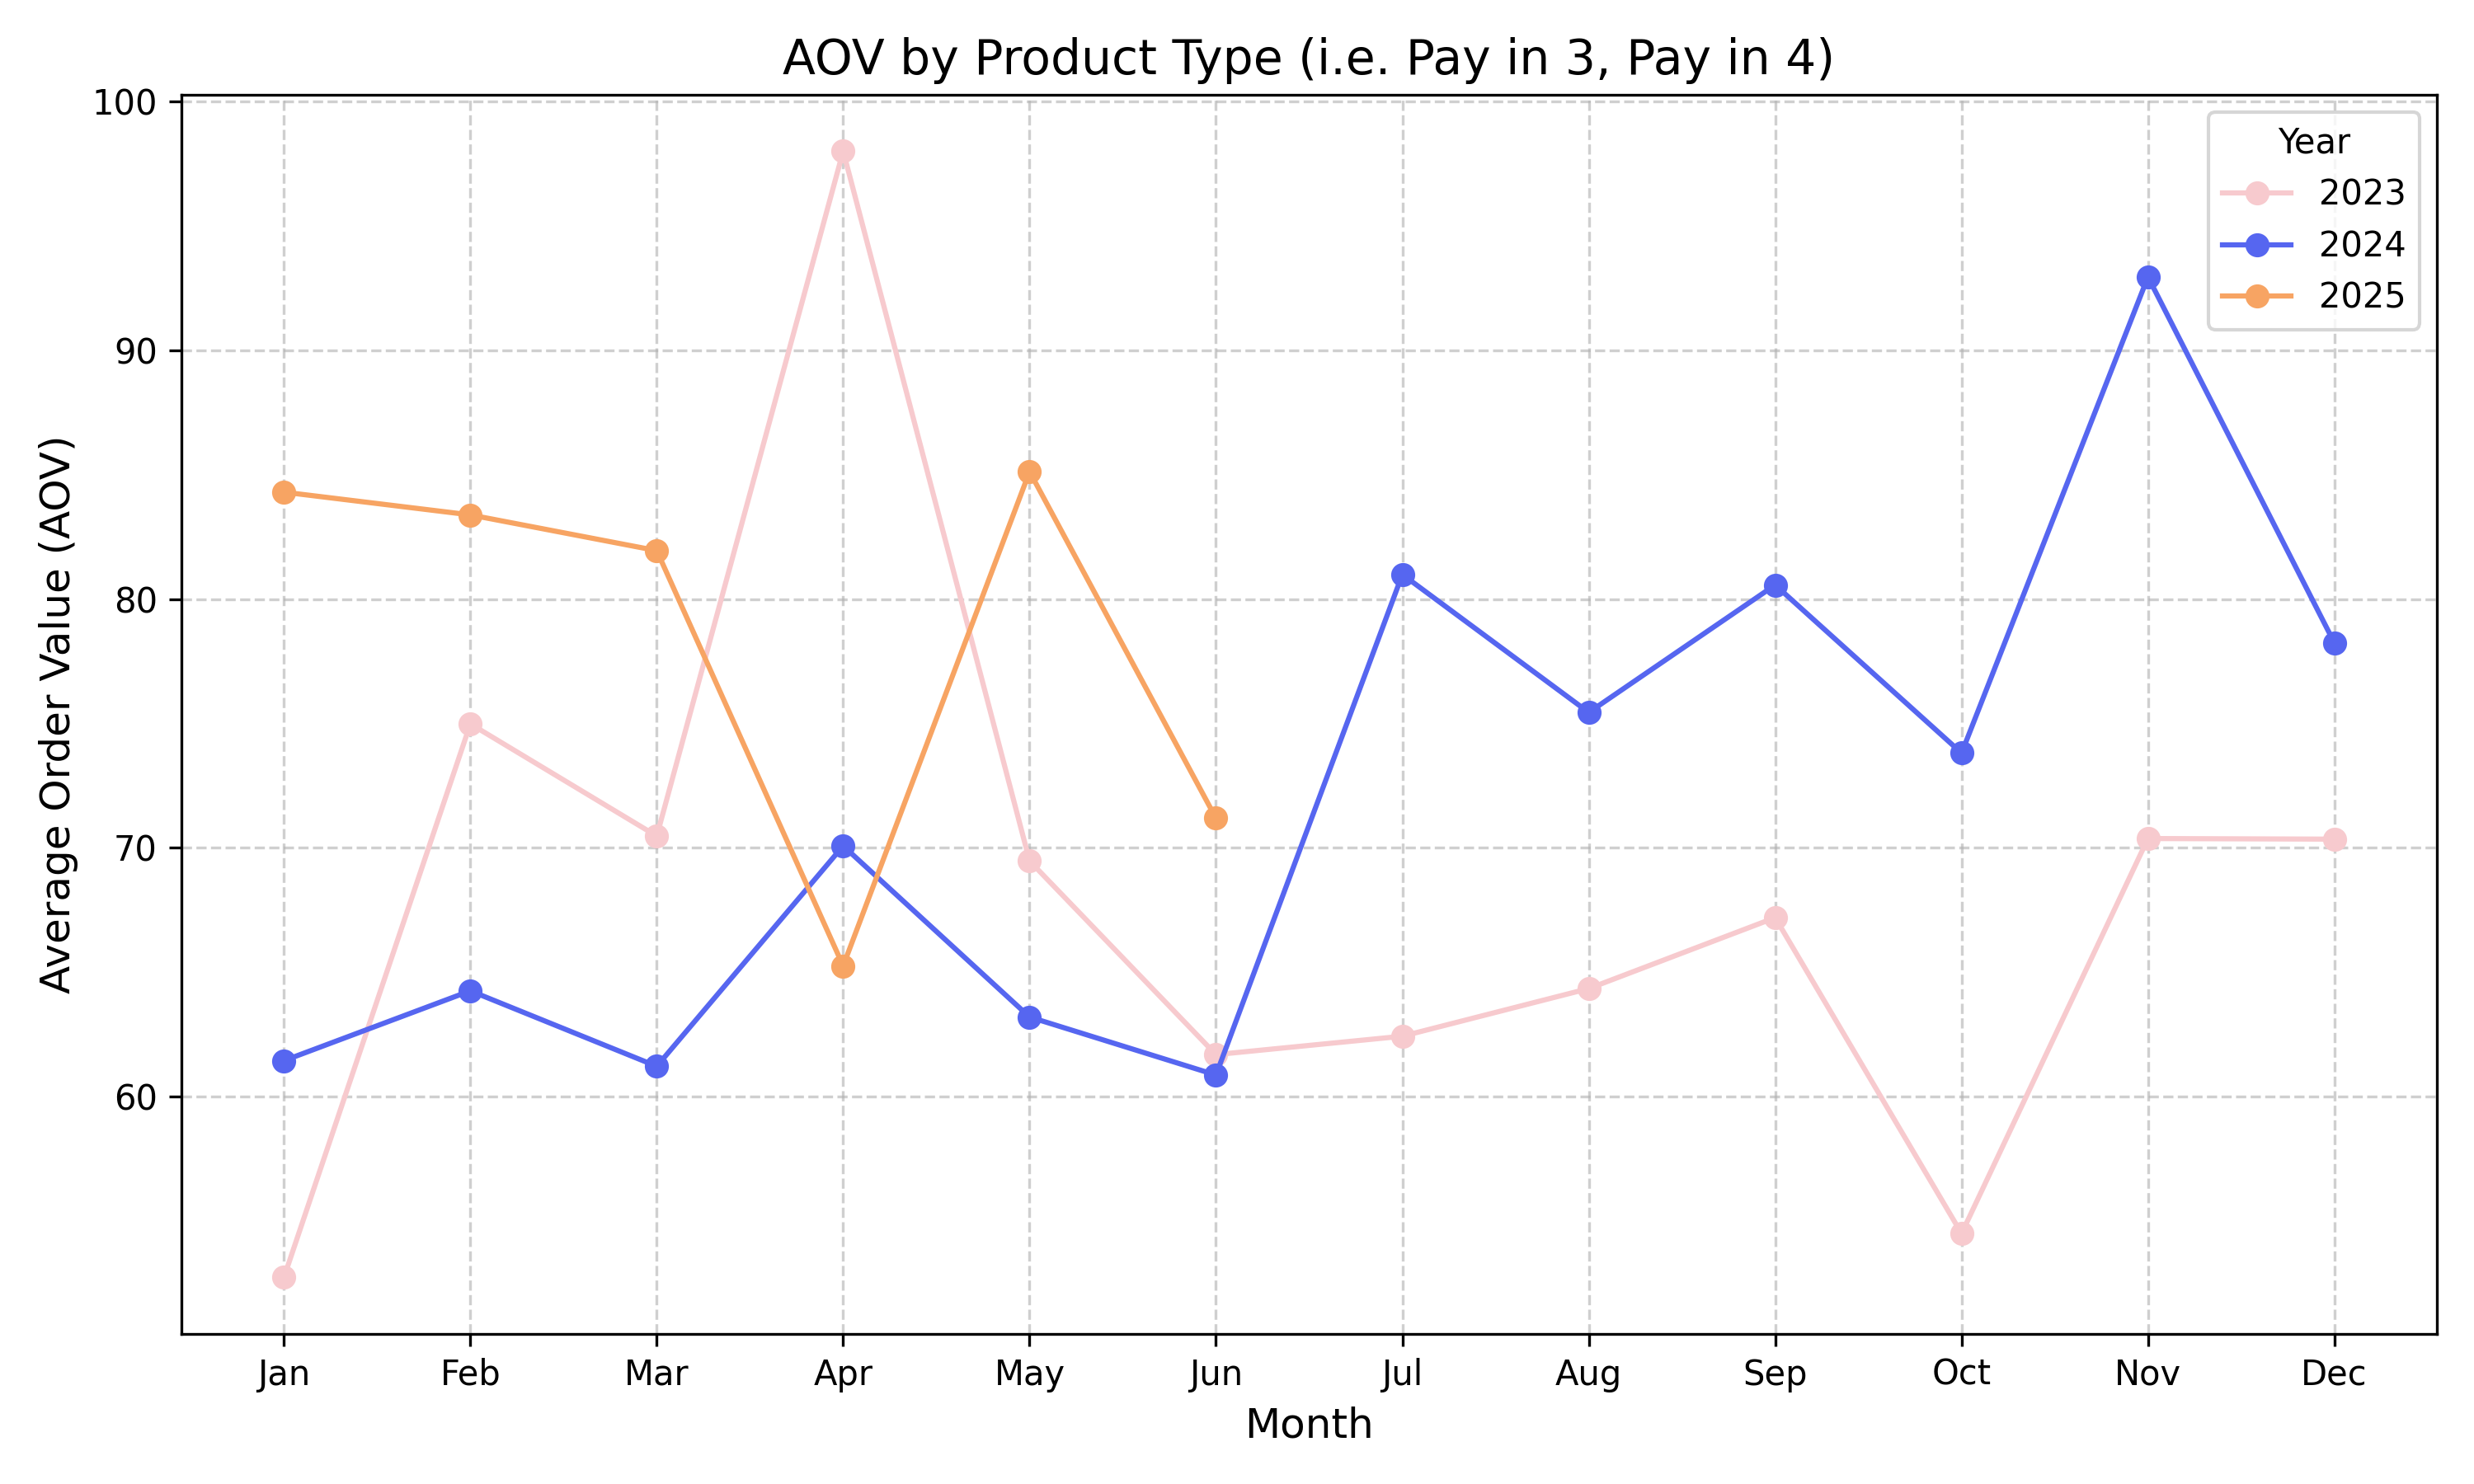 AOV by Product Type (i.e. Pay in 3, Pay in 4)
Year
2023
2024
2025
Average Order Value (AOV)
100
90
80
70
60
Jan Feb Mar Apr May Jun Jul Aug Sep Oct Nov Dec
Month